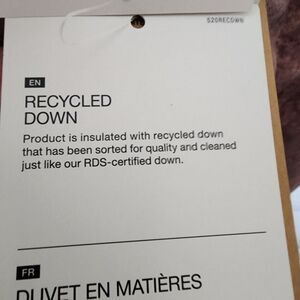 520RECDWN
EN
RECYCLED
DOWN
Product is insulated with recycled down
that has been sorted for quality and cleaned
just like our RDS-certified down.
FR
DUVET EN MATIÈRES